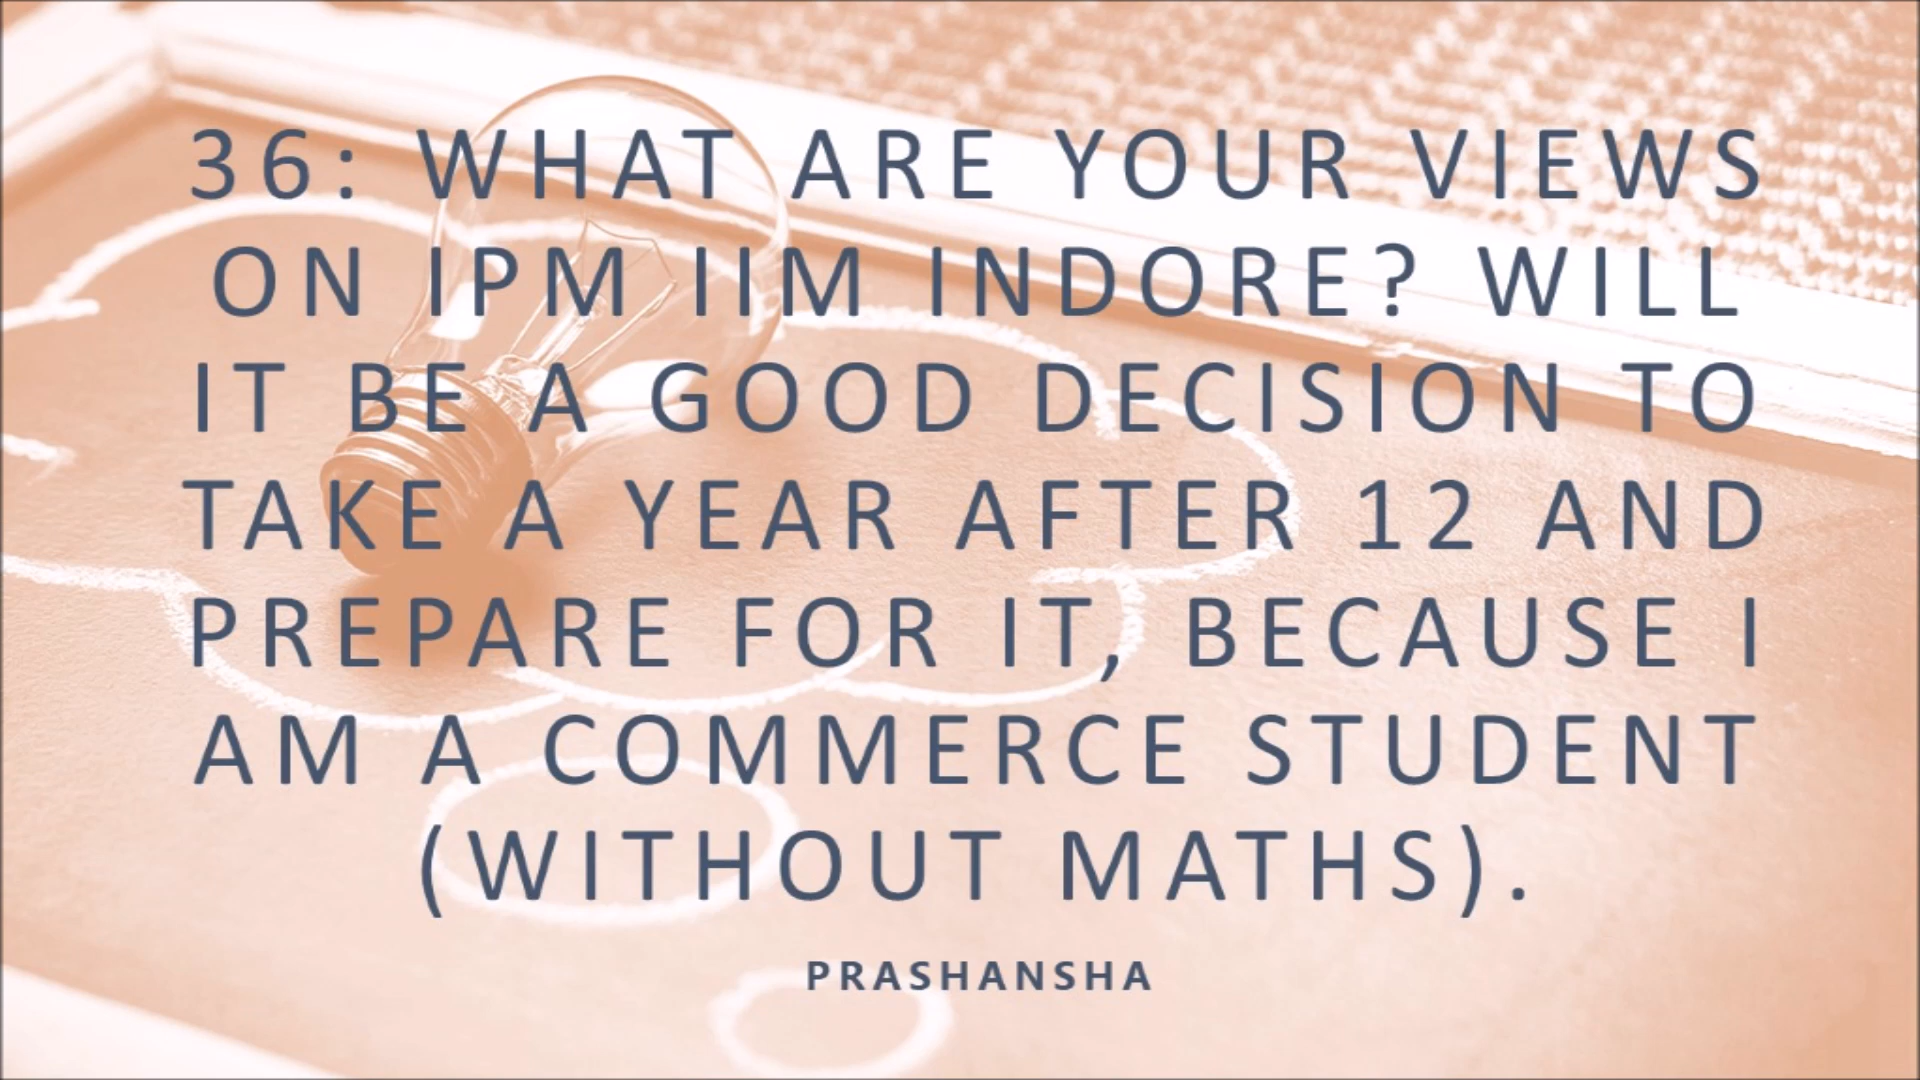 36: WHAT ARE YOUR VIEWS
ON IPM IIM INDORE? WILL
IT BE A GOOD DECISION TO
TAKE A YEAR AFTER 12 AND
PREPARE FOR IT, BECAUSE I
AM A COMMERCE STUDENT
(WITHOUT MATHS).
PRASHANSHA